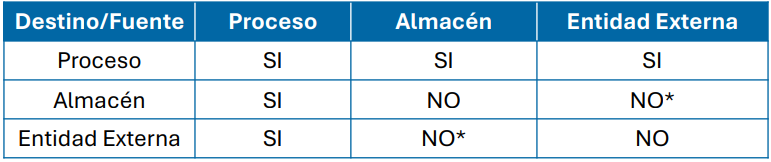 Destino/Fuente Proceso Almacén Entidad Externa
Proceso SI SI SI
Almacén SI NO NO*
Entidad Externa SI NO* NO